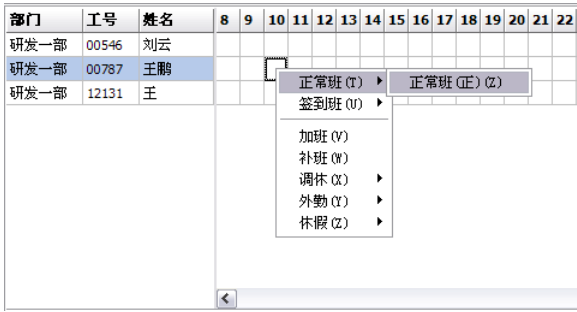 部门 工号 姓名 8 9 10 11 12 13 14 15 16 17 18 19 20 21 22
研发一部 00546 刘云
研发一部 00787 王鹏
研发一部 12131 王
正常班(T) 正常班(正)(Z)
签到班(U)
加班(V)
补班(W)
调休(X)
外勤(Y)
休假(Z)